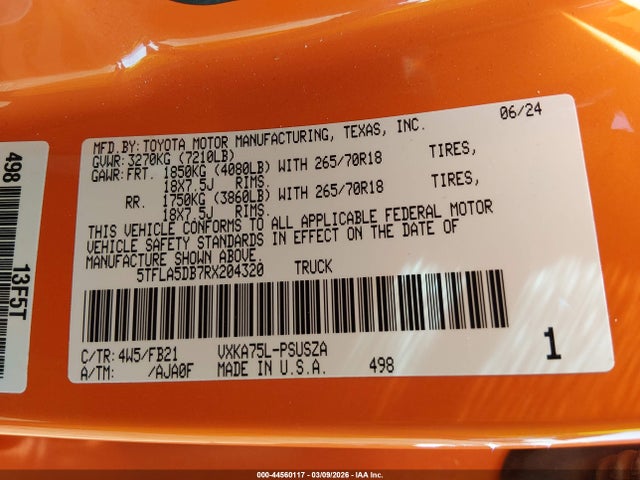 06/24
MFD.BY: TOYOTA MOTOR MANUFACTURING, TEXAS, INC.
GVWR: 3270KG (7210LB)
GAWR: FRT. 1850KG (4080LB) WITH 265/70R18 TIRES,
18X7.5J RIMS.
RR. 1750KG (3860LB) WITH 265/70R18 TIRES,
18X7.5J RIMS.
THIS VEHICLE CONFORMS TO ALL APPLICABLE FEDERAL MOTOR
VEHICLE SAFETY STANDARDS IN EFFECT ON THE DATE OF
MANUFACTURE SHOWN ABOVE
5TFLA5DB7RX204320 TRUCK
C/TR: 4W5/FB21 VXKA75L-PSUSZA
A/TM: /AJA0F MADE IN U.S.A. 498
1
498
13F5T
000-44560117 - 03/09/2026 - IAA Inc.